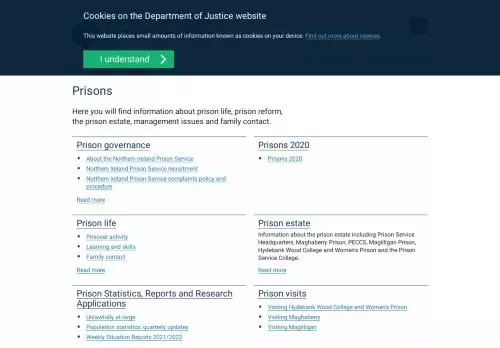 Cookies on the Department of Justice website
This website places small amounts of information known as cookies on your device. Find out more about cookies.
I understand
Prisons
Here you will find information about prison life, prison reform,
the prison estate, management issues and family contact.
Prison governance
About the Northern Ireland Prison Service
Northern Ireland Prison Service recruitment
Northern Ireland Prison Service complaints policy and
procedure
Read more
Prisons 2020
Prisons 2020
Prison life
Prisoner activity
Learning and skills
Family contact
Read more
Prison estate
Information about the prison estate including Prison Service
Headquarters, Maghaberry Prison, PECCS, Magilligan Prison,
Hydebank Wood College and Women's Prison and the Prison
Service College.
Read more
Prison Statistics, Reports and Research
Applications
Unlawfully at large
Population statistics: quarterly updates
Weekly Situation Reports 2021/2022
Prison visits
Visiting Hydebank Wood College and Women's Prison
Visiting Maghaberry
Visiting Magilligan